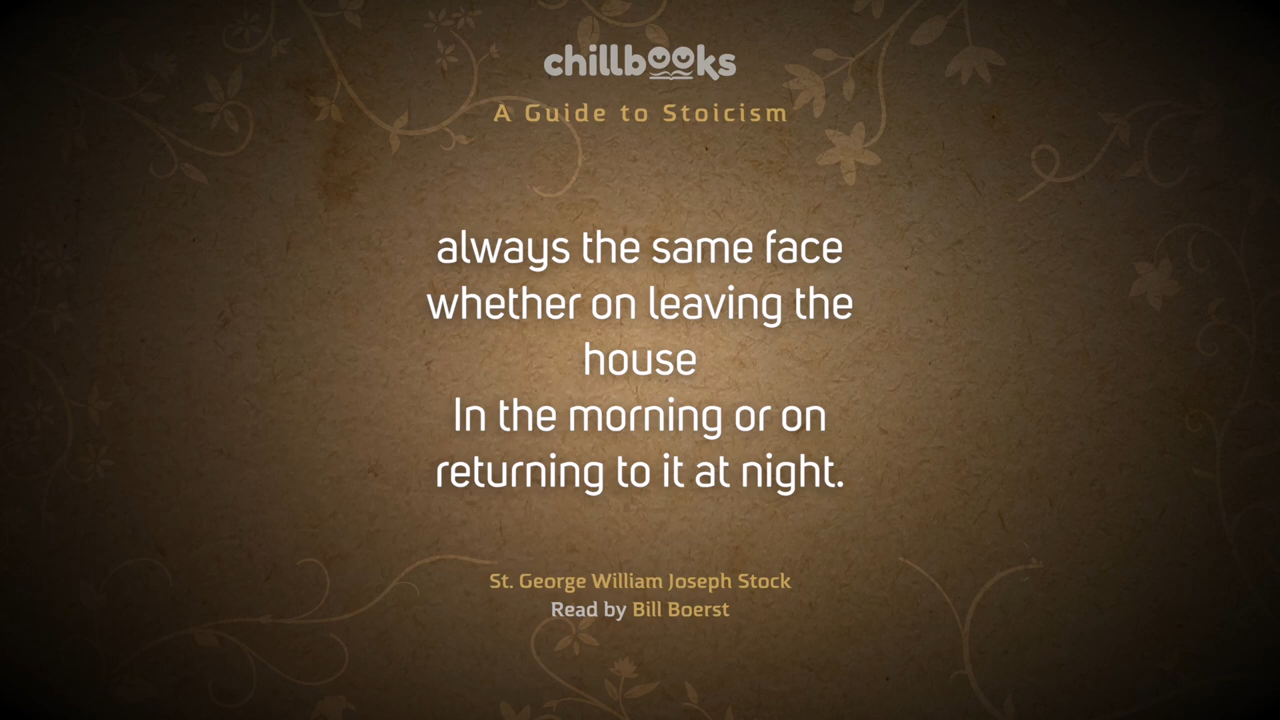 chillbooks
A Guide to Stoicism
always the same face
whether on leaving the
house
In the morning or on
returning to it at night.
St. George William Joseph Stock
Read by Bill Boerst